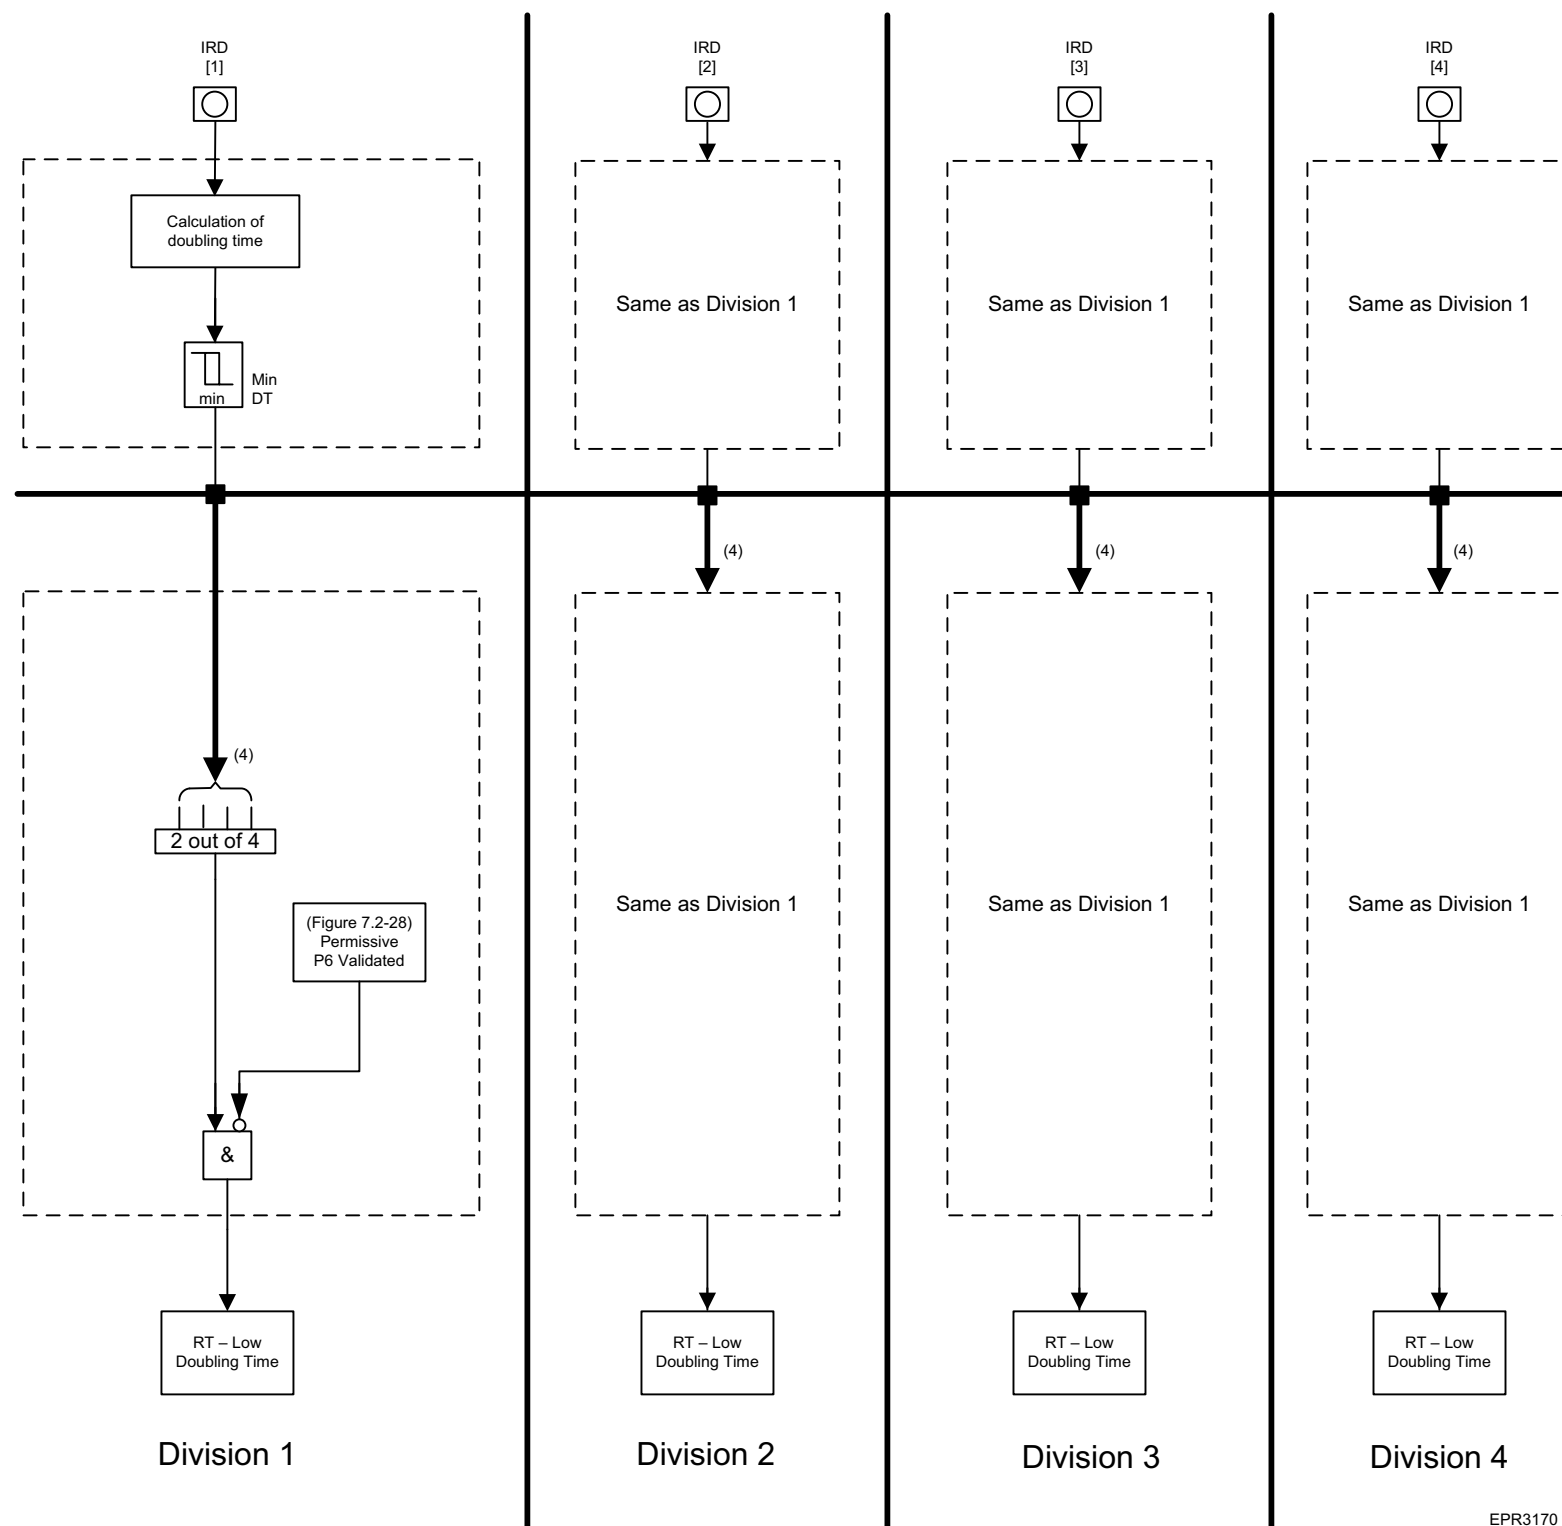 IRD
[1]
IRD
[2]
IRD
[3]
IRD
[4]
Calculation of
doubling time
Min
DT
min
Same as Division 1
Same as Division 1
Same as Division 1
(4)
(4)
(4)
(4)
2 out of 4
(Figure 7.2-28)
Permissive
P6 Validated
Same as Division 1
Same as Division 1
Same as Division 1
&
RT – Low
Doubling Time
RT – Low
Doubling Time
RT – Low
Doubling Time
RT – Low
Doubling Time
Division 1
Division 2
Division 3
Division 4
EPR3170